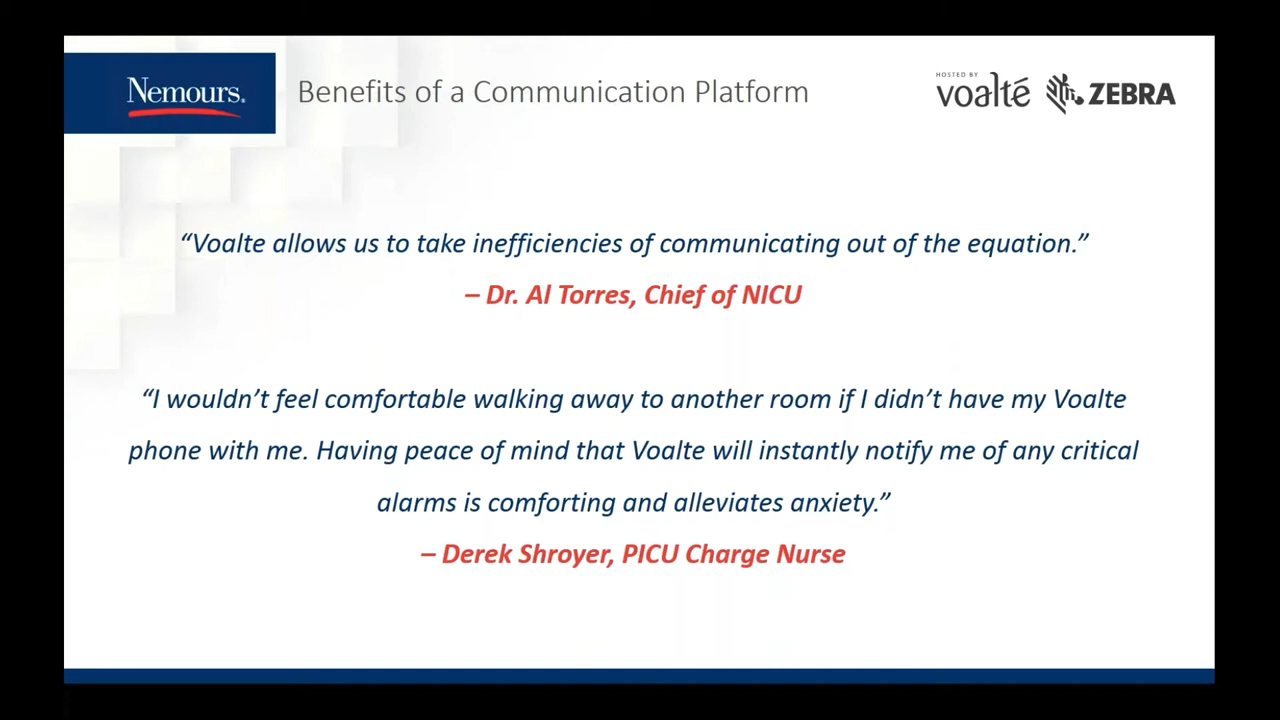 Nemours.
Benefits of a Communication Platform
HOSTED BY
voalté
ZEBRA
“Voalte allows us to take inefficiencies of communicating out of the equation.”
– Dr. Al Torres, Chief of NICU
“I wouldn’t feel comfortable walking away to another room if I didn’t have my Voalte
phone with me. Having peace of mind that Voalte will instantly notify me of any critical
alarms is comforting and alleviates anxiety.”
– Derek Shroyer, PICU Charge Nurse